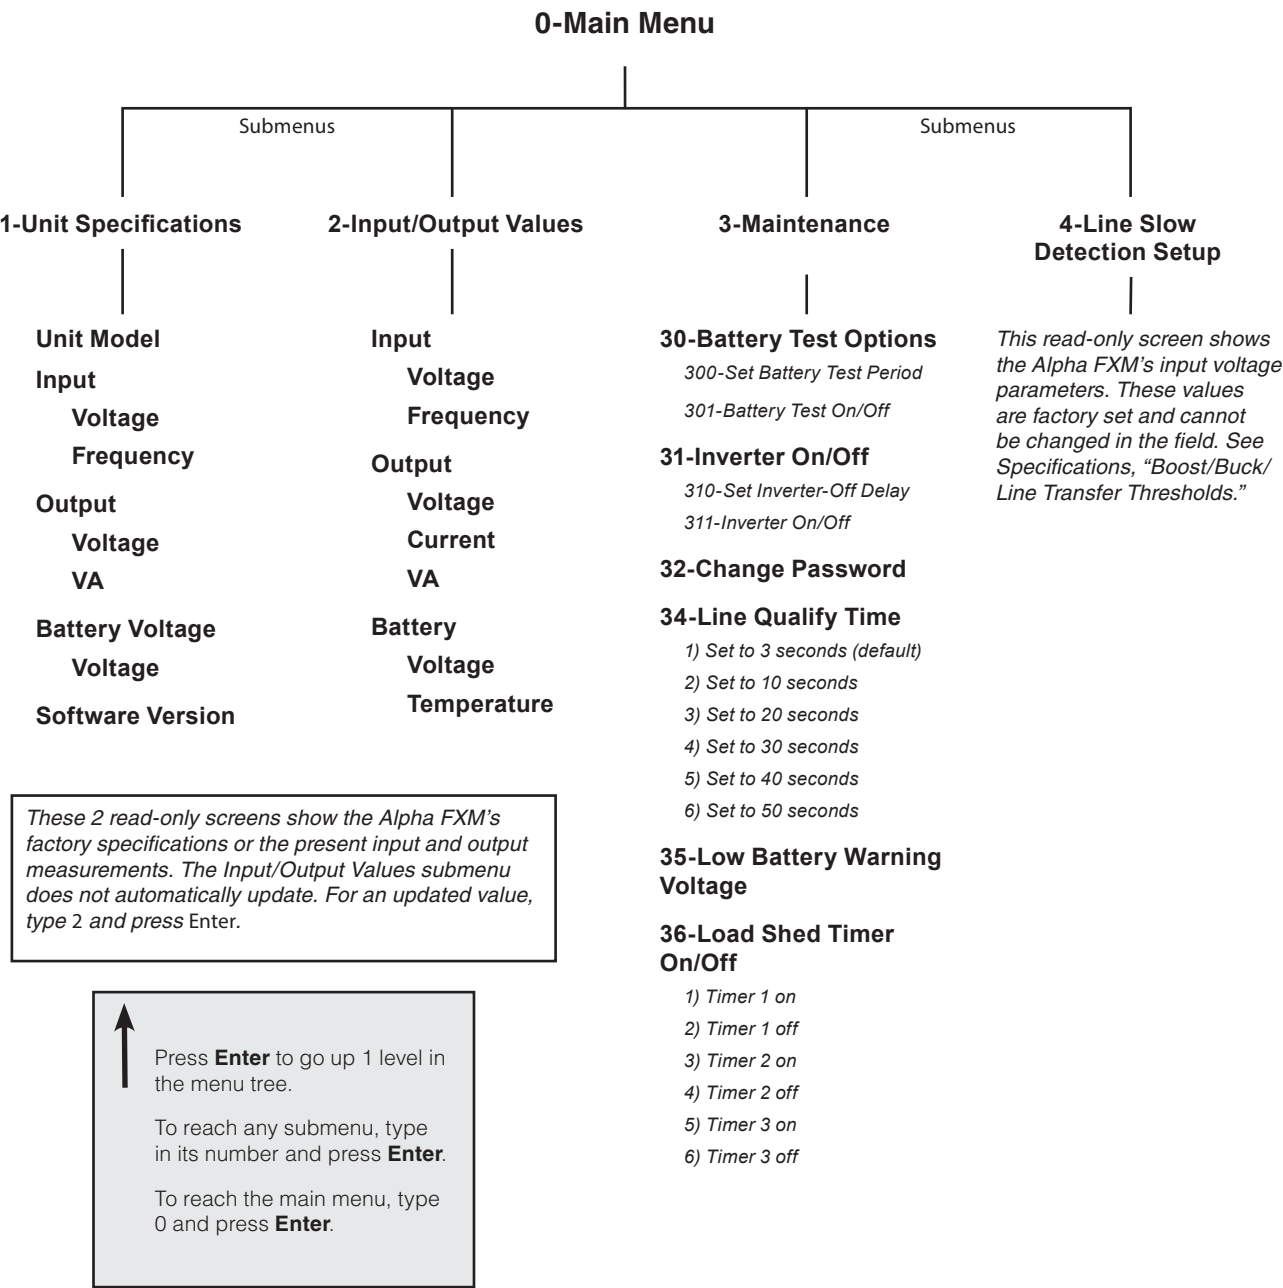 0-Main Menu
Submenus
Submenus
1-Unit Specifications
Unit Model
Input
Voltage
Frequency
Output
Voltage
VA
Battery Voltage
Voltage
Software Version
2-Input/Output Values
Input
Voltage
Frequency
Output
Voltage
Current
VA
Battery
Voltage
Temperature
3-Maintenance
30-Battery Test Options
300-Set Battery Test Period
301-Battery Test On/Off
31-Inverter On/Off
310-Set Inverter-Off Delay
311-Inverter On/Off
32-Change Password
34-Line Qualify Time
1) Set to 3 seconds (default)
2) Set to 10 seconds
3) Set to 20 seconds
4) Set to 30 seconds
5) Set to 40 seconds
6) Set to 50 seconds
35-Low Battery Warning
Voltage
36-Load Shed Timer
On/Off
1) Timer 1 on
2) Timer 1 off
3) Timer 2 on
4) Timer 2 off
5) Timer 3 on
6) Timer 3 off
4-Line Slow
Detection Setup
This read-only screen shows
the Alpha FXM’s input voltage
parameters. These values
are factory set and cannot
be changed in the field. See
Specifications, “Boost/Buck/
Line Transfer Thresholds.”
These 2 read-only screens show the Alpha FXM’s
factory specifications or the present input and output
measurements. The Input/Output Values submenu
does not automatically update. For an updated value,
type 2 and press Enter.
Press Enter to go up 1 level in
the menu tree.
To reach any submenu, type
in its number and press Enter.
To reach the main menu, type
0 and press Enter.